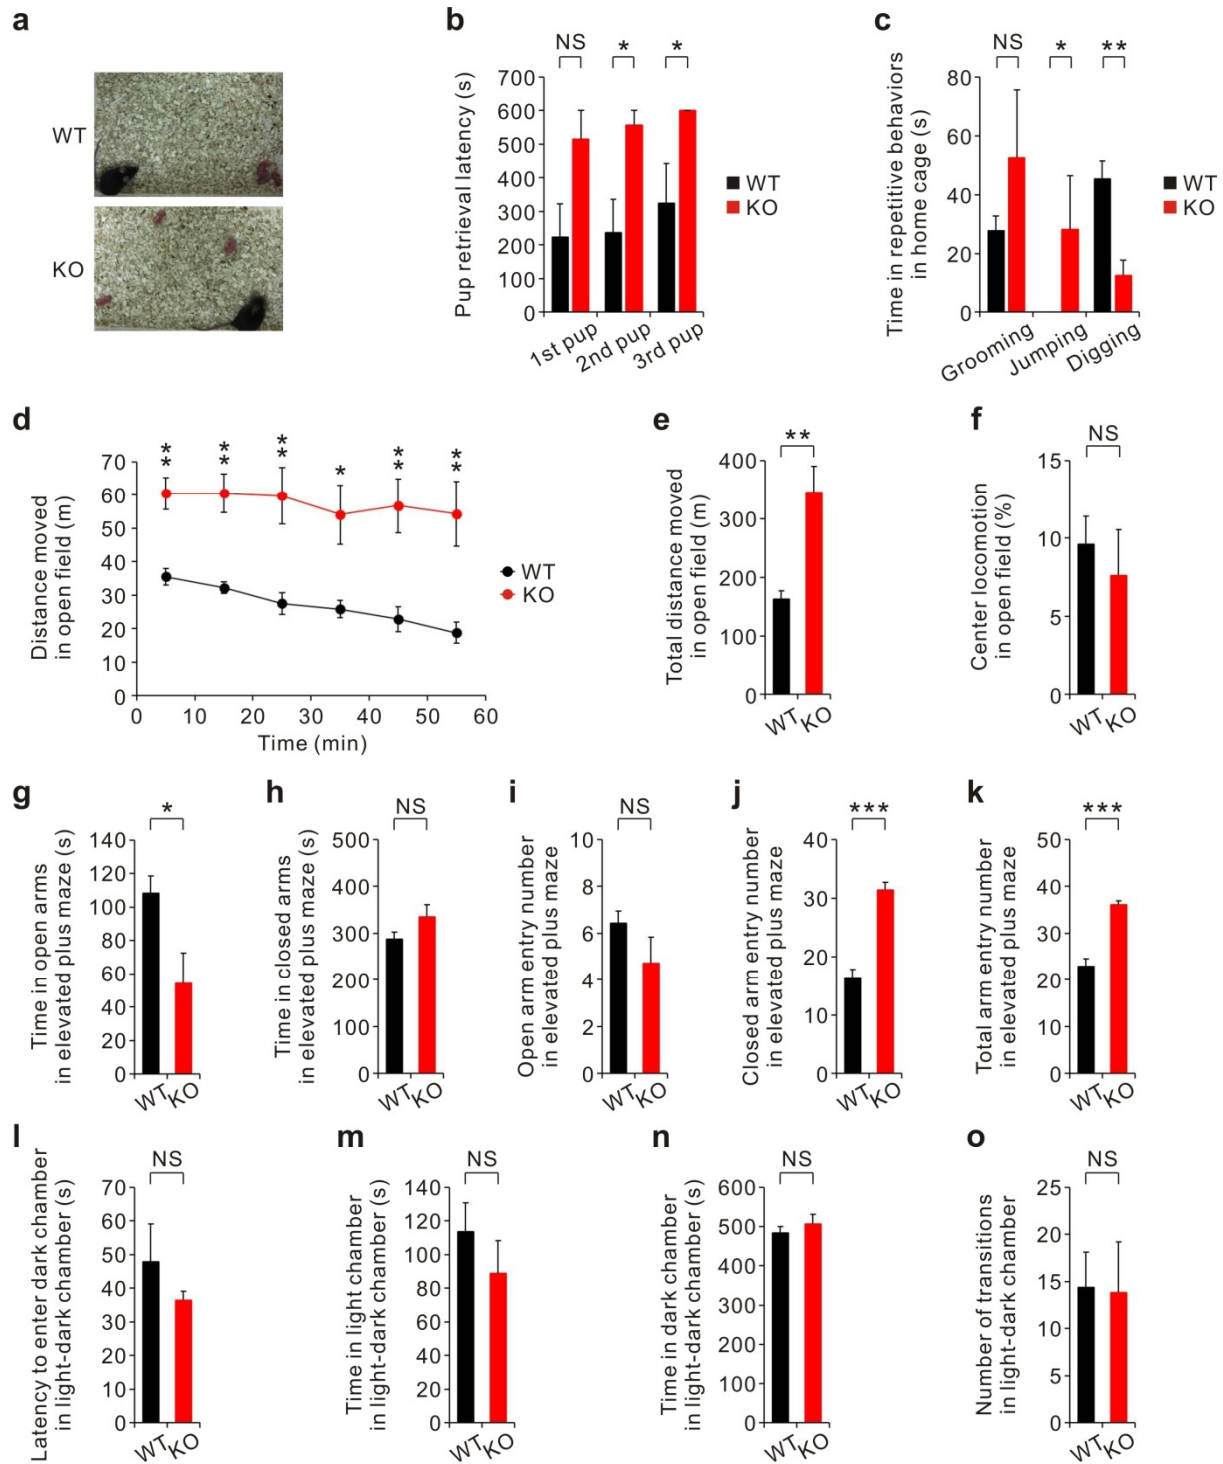 a
WT
KO
b
NS * *
Pup retrieval latency (s)
700
600
500
400
300
200
100
0
1st pup 2nd pup 3rd pup
WT
KO
c
NS * **
Time in repetitive behaviors
in home cage (s)
80
60
40
20
0
Grooming Jumping Digging
WT
KO
d
** ** ** * ** **
Distance moved
in open field (m)
70
60
50
40
30
20
10
0
0 10 20 30 40 50 60
Time (min)
WT
KO
e
**
Total distance moved
in open field (m)
400
300
200
100
0
WT KO
f
NS
Center locomotion
in open field (%)
15
10
5
0
WT KO
g
*
Time in open arms
in elevated plus maze (s)
140
120
100
80
60
40
20
0
WT KO
h
NS
Time in closed arms
in elevated plus maze (s)
500
400
300
200
100
0
WT KO
i
NS
Open arm entry number
in elevated plus maze
10
8
6
4
2
0
WT KO
j
***
Closed arm entry number
in elevated plus maze
40
30
20
10
0
WT KO
k
***
Total arm entry number
in elevated plus maze
50
40
30
20
10
0
WT KO
l
NS
Latency to enter dark chamber
in light-dark chamber (s)
70
60
50
40
30
20
10
0
WT KO
m
NS
Time in light chamber
in light-dark chamber (s)
140
120
100
80
60
40
20
0
WT KO
n
NS
Time in dark chamber
in light-dark chamber (s)
600
500
400
300
200
100
0
WT KO
o
NS
Number of transitions
in light-dark chamber
25
20
15
10
5
0
WT KO